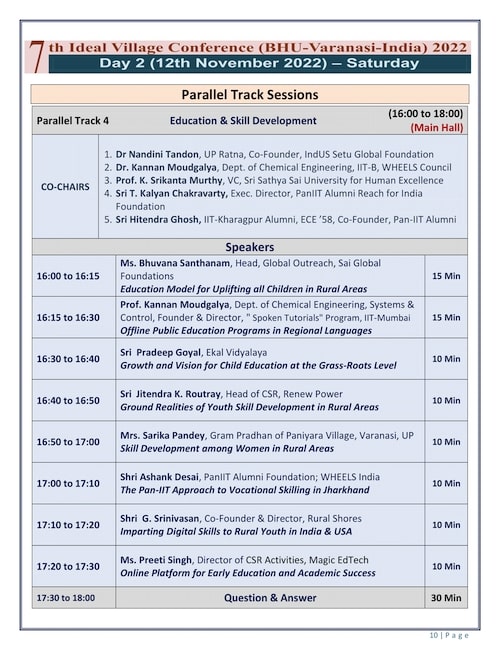 7th Ideal Village Conference (BHU-Varanasi-India) 2022
Day 2 (12th November 2022) – Saturday
Parallel Track Sessions
Parallel Track 4 Education & Skill Development (16:00 to 18:00)
(Main Hall)
CO-CHAIRS
1. Dr Nandini Tandon, UP Ratna, Co-Founder, IndUS Setu Global Foundation
2. Dr. Kannan Moudgalya, Dept. of Chemical Engineering, IIT-B, WHEELS Council
3. Prof. K. Srikanta Murthy, VC, Sri Sathya Sai University for Human Excellence
4. Sri T. Kalyan Chakravarty, Exec. Director, PanIIT Alumni Reach for India
Foundation
5. Sri Hitendra Ghosh, IIT-Kharagpur Alumni, ECE '58, Co-Founder, Pan-IIT Alumni
Speakers
16:00 to 16:15
Ms. Bhuvana Santhanam, Head, Global Outreach, Sai Global
Foundations
Education Model for Uplifting all Children in Rural Areas
15 Min
16:15 to 16:30
Prof. Kannan Moudgalya, Dept. of Chemical Engineering, Systems &
Control, Founder & Director, " Spoken Tutorials" Program, IIT-Mumbai
Offline Public Education Programs in Regional Languages
15 Min
16:30 to 16:40
Sri Pradeep Goyal, Ekal Vidyalaya
Growth and Vision for Child Education at the Grass-Roots Level
10 Min
16:40 to 16:50
Sri Jitendra K. Routray, Head of CSR, Renew Power
Ground Realities of Youth Skill Development in Rural Areas
10 Min
16:50 to 17:00
Mrs. Sarika Pandey, Gram Pradhan of Paniyara Village, Varanasi, UP
Skill Development among Women in Rural Areas
10 Min
17:00 to 17:10
Shri Ashank Desai, PanIIT Alumni Foundation; WHEELS India
The Pan-IIT Approach to Vocational Skilling in Jharkhand
10 Min
17:10 to 17:20
Shri G. Srinivasan, Co-Founder & Director, Rural Shores
Imparting Digital Skills to Rural Youth in India & USA
10 Min
17:20 to 17:30
Ms. Preeti Singh, Director of CSR Activities, Magic EdTech
Online Platform for Early Education and Academic Success
10 Min
17:30 to 18:00 Question & Answer 30 Min
10 | P a g e